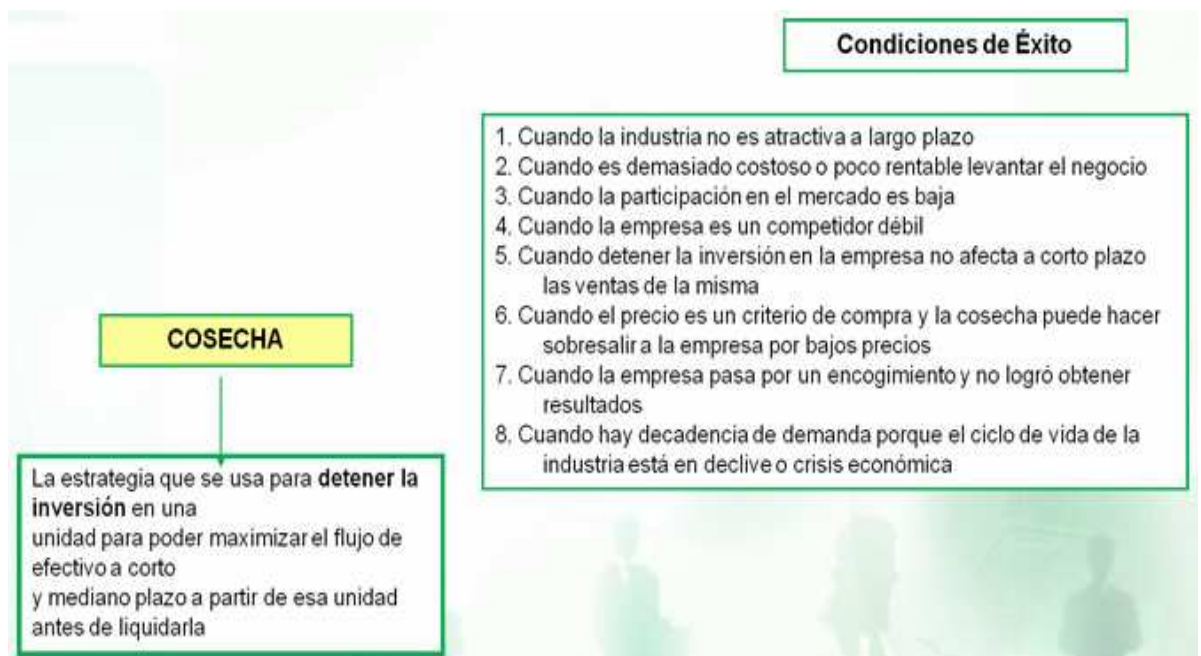 Condiciones de Éxito
1. Cuando la industria no es atractiva a largo plazo
2. Cuando es demasiado costoso o poco rentable levantar el negocio
3. Cuando la participación en el mercado es baja
4. Cuando la empresa es un competidor débil
5. Cuando detener la inversión en la empresa no afecta a corto plazo
las ventas de la misma
6. Cuando el precio es un criterio de compra y la cosecha puede hacer
sobresalir a la empresa por bajos precios
7. Cuando la empresa pasa por un encogimiento y no logró obtener
resultados
8. Cuando hay decadencia de demanda porque el ciclo de vida de la
industria está en declive o crisis económica
COSECHA
La estrategia que se usa para detener la
inversión en una
unidad para poder maximizar el flujo de
efectivo a corto
y mediano plazo a partir de esa unidad
antes de liquidarla